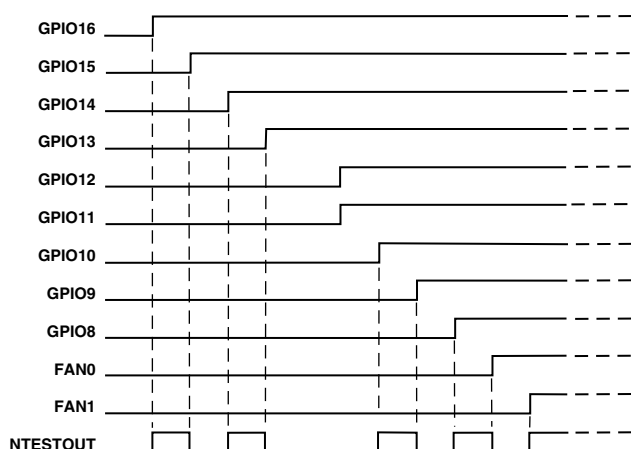 GPIO16
GPIO15
GPIO14
GPIO13
GPIO12
GPIO11
GPIO10
GPIO9
GPIO8
FAN0
FAN1
NTESTOUT